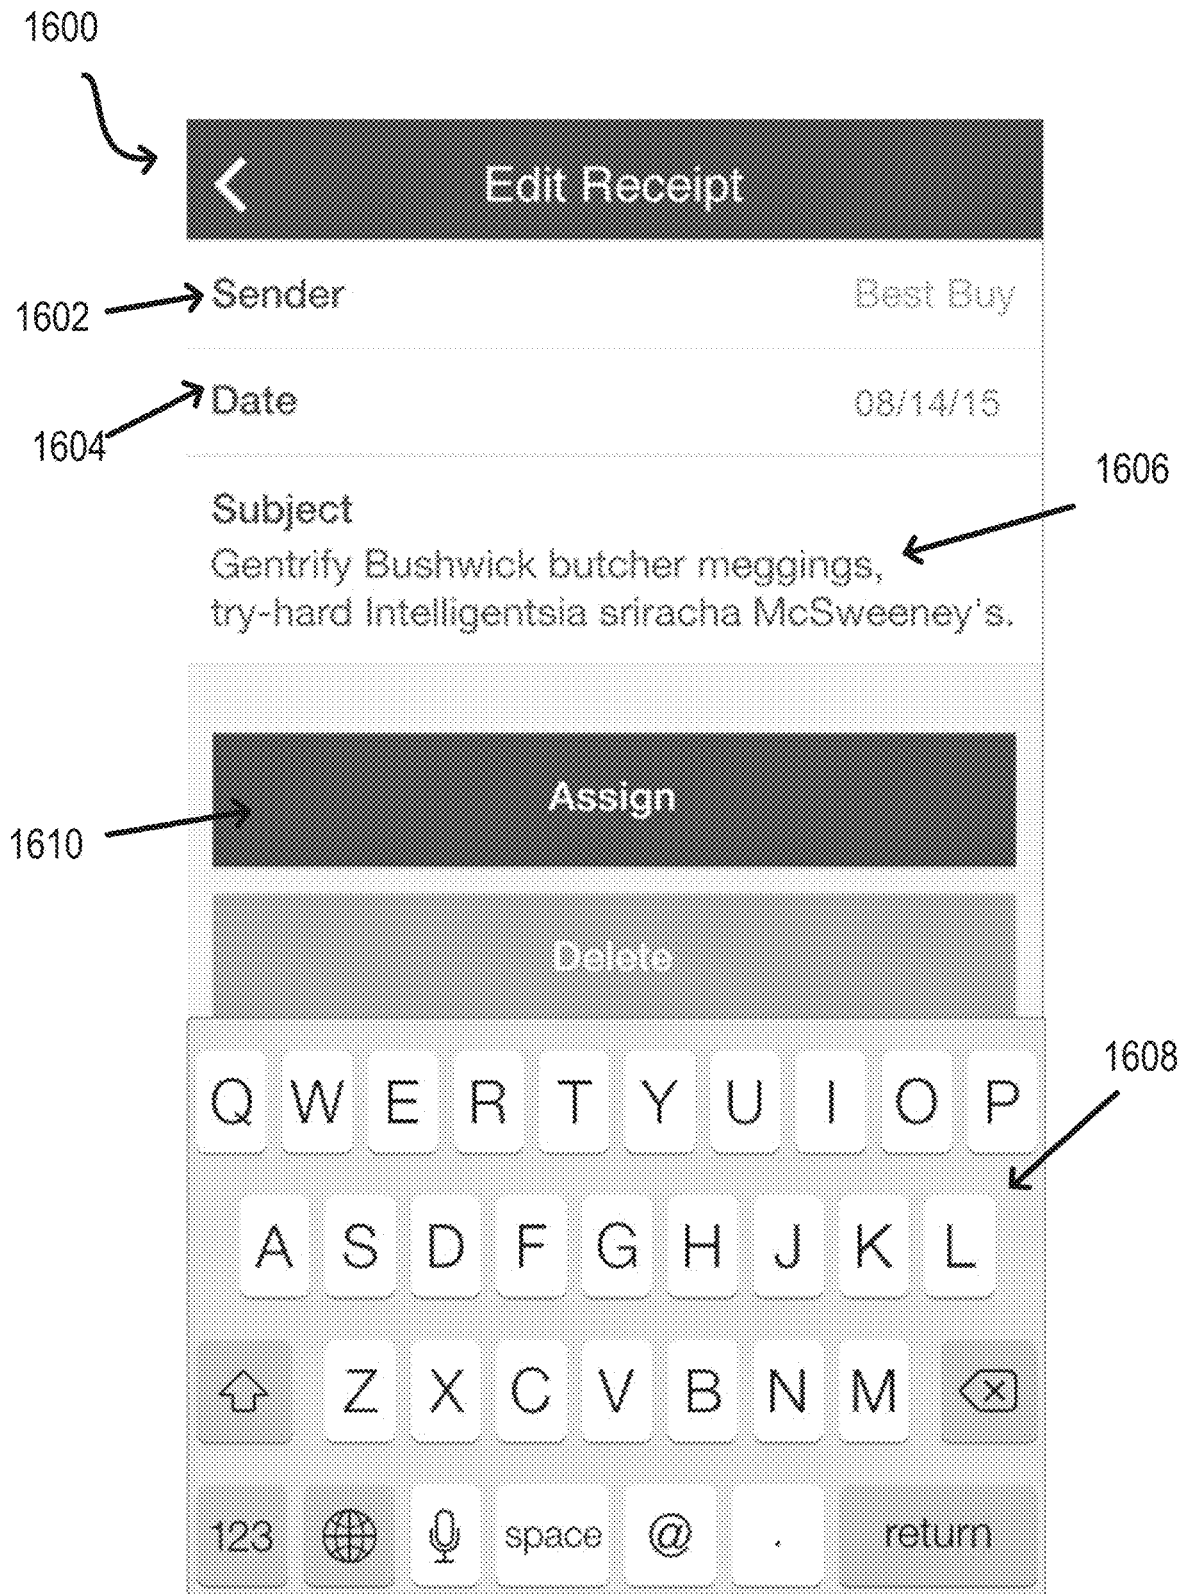 1600
Edit Receipt
1602
Sender Best Buy
Date 08/14/15
1604
1606
Subject
Gentrify Bushwick butcher meggings,
try-hard Intelligentsia sriracha McSweeney's.
Assign
1610
Delete
1608
Q W E R T Y U I O P
A S D F G H J K L
Z X C V B N M
123 space @ . return